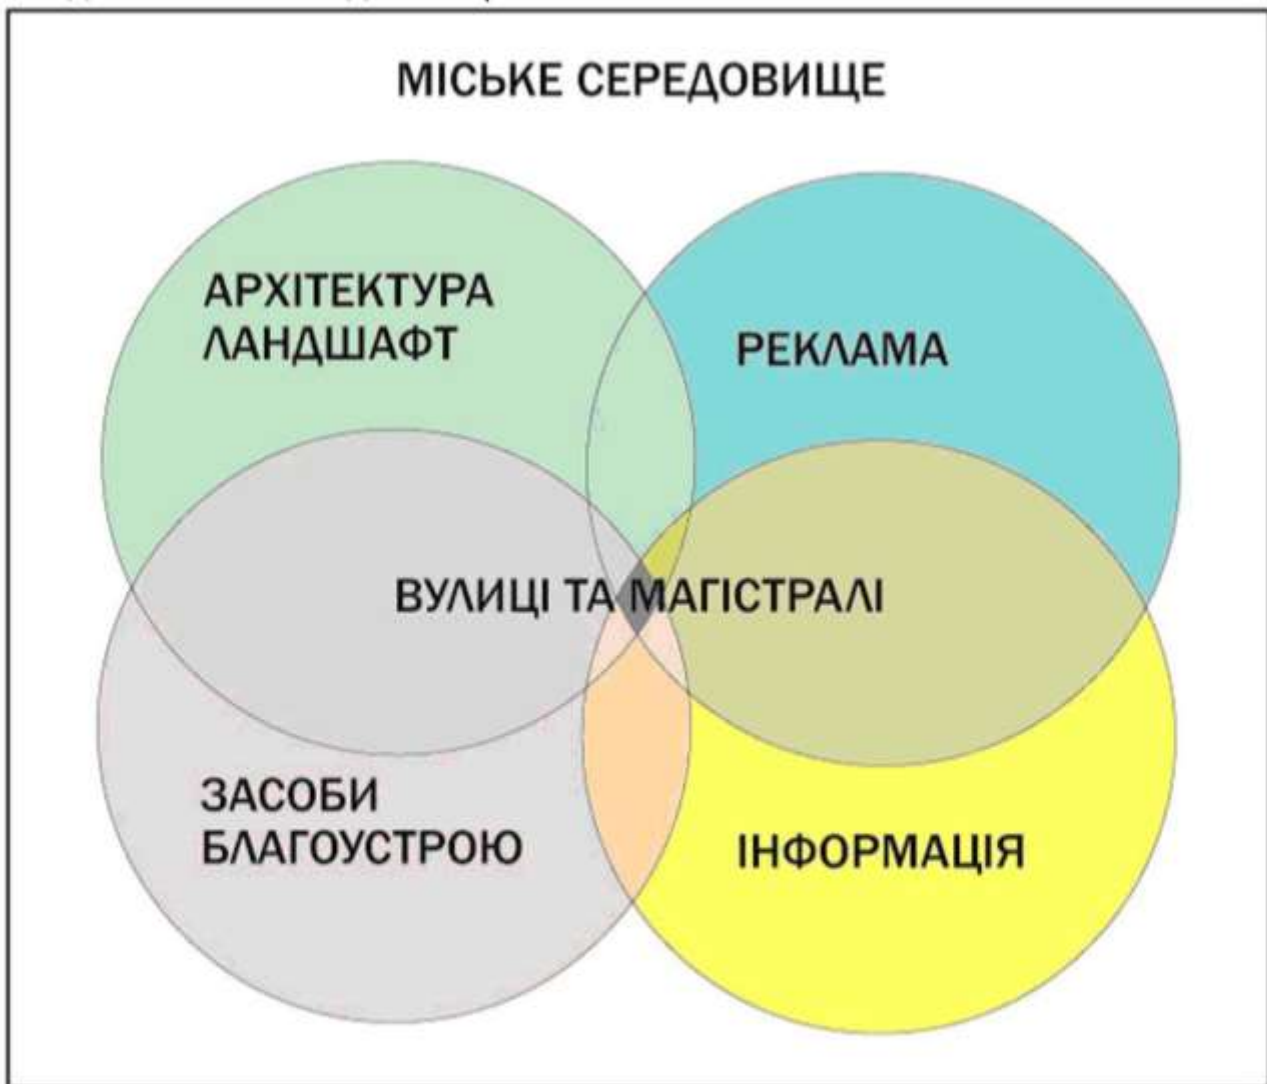 МІСЬКЕ СЕРЕДОВИЩЕ
АРХІТЕКТУРА
ЛАНДШАФТ
РЕКЛАМА
ВУЛИЦІ ТА МАГІСТРАЛІ
ЗАСОБИ
БЛАГОУСТРОЮ
ІНФОРМАЦІЯ